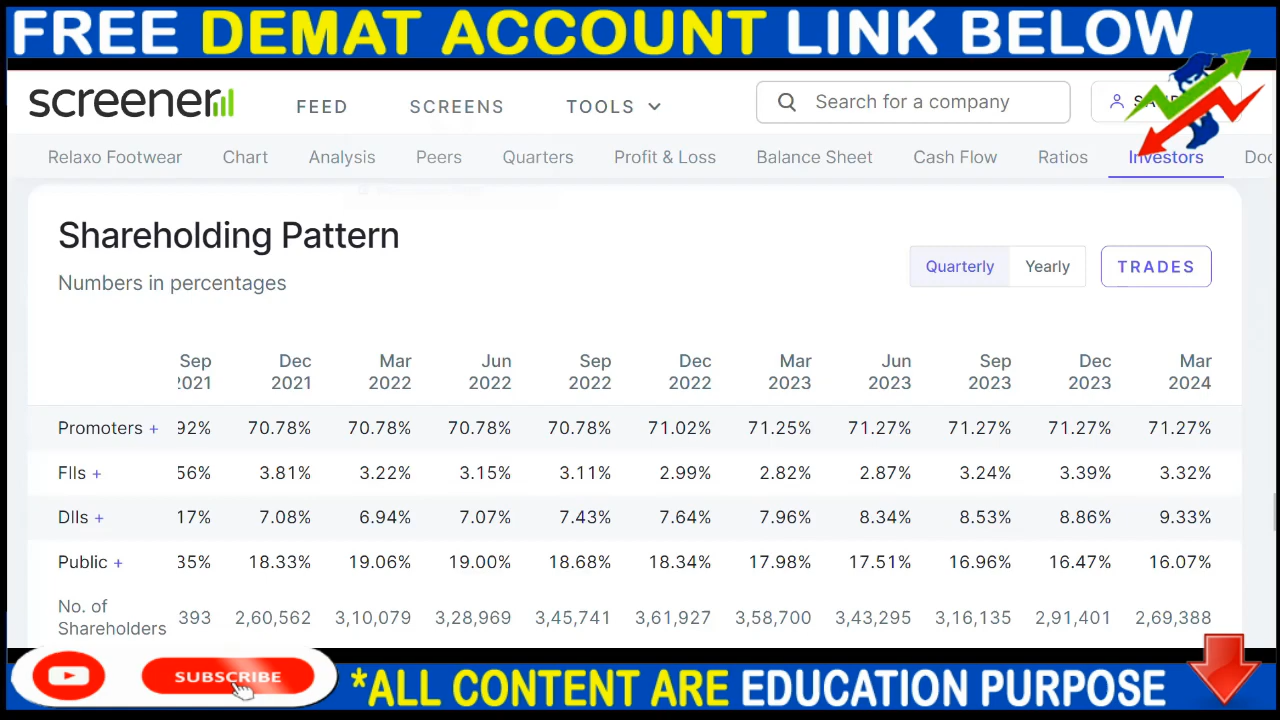 FREE DEMAT ACCOUNT LINK BELOW
screener FEED SCREENS TOOLS Search for a company
Relaxo Footwear Chart Analysis Peers Quarters Profit & Loss Balance Sheet Cash Flow Ratios Investors
Shareholding Pattern
Quarterly Yearly TRADES
Numbers in percentages
Sep Dec Mar Jun Sep Dec Mar Jun Sep Dec Mar
2021 2021 2022 2022 2022 2022 2023 2023 2023 2023 2024
Promoters + 92% 70.78% 70.78% 70.78% 70.78% 71.02% 71.25% 71.27% 71.27% 71.27% 71.27%
FIIs + 56% 3.81% 3.22% 3.15% 3.11% 2.99% 2.82% 2.87% 3.24% 3.39% 3.32%
DIIs + 17% 7.08% 6.94% 7.07% 7.43% 7.64% 7.96% 8.34% 8.53% 8.86% 9.33%
Public + 35% 18.33% 19.06% 19.00% 18.68% 18.34% 17.98% 17.51% 16.96% 16.47% 16.07%
No. of
Shareholders 393 2,60,562 3,10,079 3,28,969 3,45,741 3,61,927 3,58,700 3,43,295 3,16,135 2,91,401 2,69,388
SUBSCRIBE
*ALL CONTENT ARE EDUCATION PURPOSE